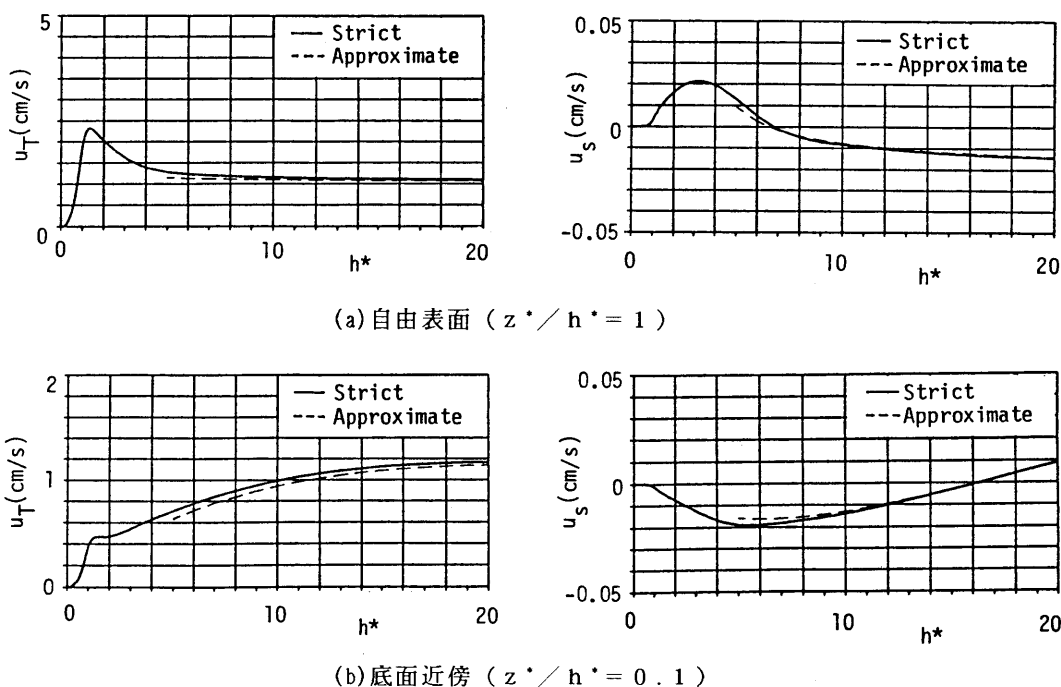 5
u_T(cm/s)
Strict
Approximate
0
0
10
20
h*
0.05
u_s(cm/s)
Strict
Approximate
0
-0.05
0
10
20
h*
(a)自由表面(z*/h*=1)
2
u_T(cm/s)
Strict
Approximate
1
0
0
10
20
h*
0.05
u_s(cm/s)
Strict
Approximate
0
-0.05
0
10
20
h*
(b)底面近傍(z*/h*=0.1)